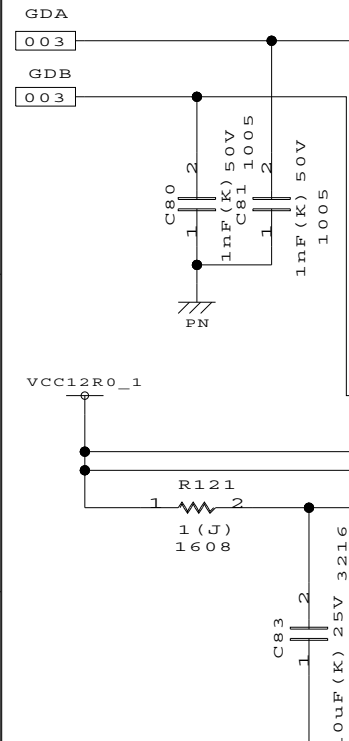 GDA
003
GDB
003
2
C80
1
1nF(K) 50V
1005
2
C81
1
1nF(K) 50V
1005
PN
VCC12R0_1
R121
1
2
1(J)
1608
2
C83
1
0uF(K) 25V
3216